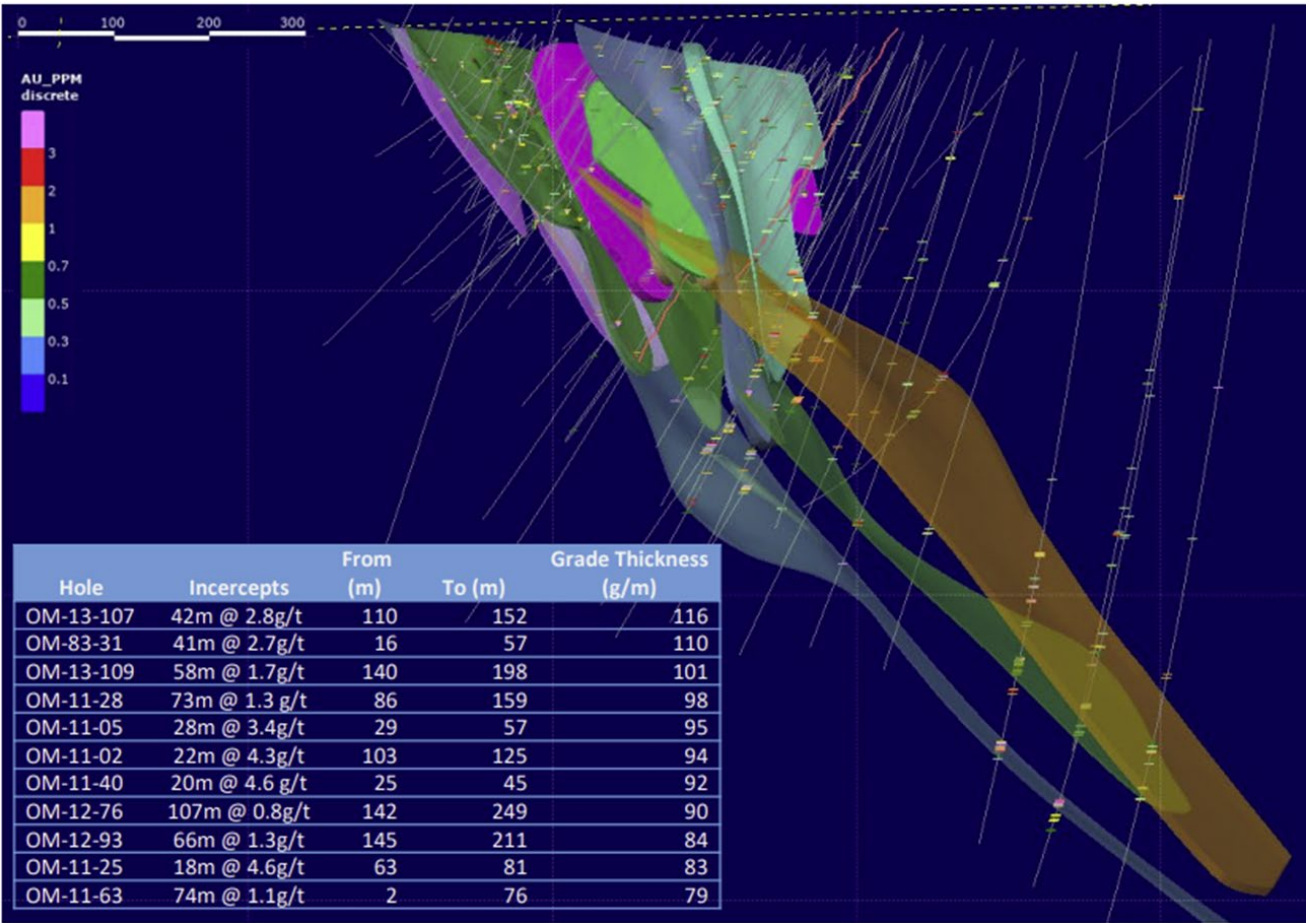 0 100 200 300
AU_PPM
discrete
3
2
1
0.7
0.5
0.3
0.1
Hole Incercepts From (m) To (m) Grade Thickness (g/m)
OM-13-107 42m @ 2.8g/t 110 152 116
OM-83-31 41m @ 2.7g/t 16 57 110
OM-13-109 58m @ 1.7g/t 140 198 101
OM-11-28 73m @ 1.3 g/t 86 159 98
OM-11-05 28m @ 3.4g/t 29 57 95
OM-11-02 22m @ 4.3g/t 103 125 94
OM-11-40 20m @ 4.6 g/t 25 45 92
OM-12-76 107m @ 0.8g/t 142 249 90
OM-12-93 66m @ 1.3g/t 145 211 84
OM-11-25 18m @ 4.6g/t 63 81 83
OM-11-63 74m @ 1.1g/t 2 76 79